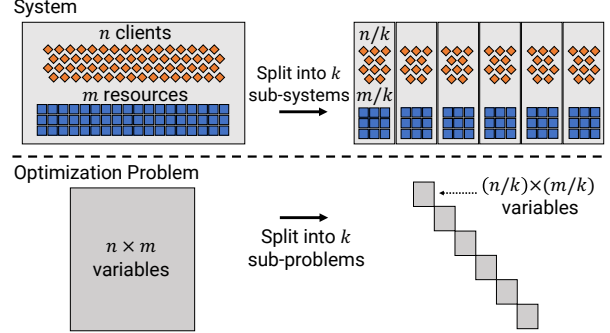 System
n clients
m resources
Split into k
sub-systems
n/k
m/k
Optimization Problem
n × m
variables
Split into k
sub-problems
(n/k)×(m/k)
variables